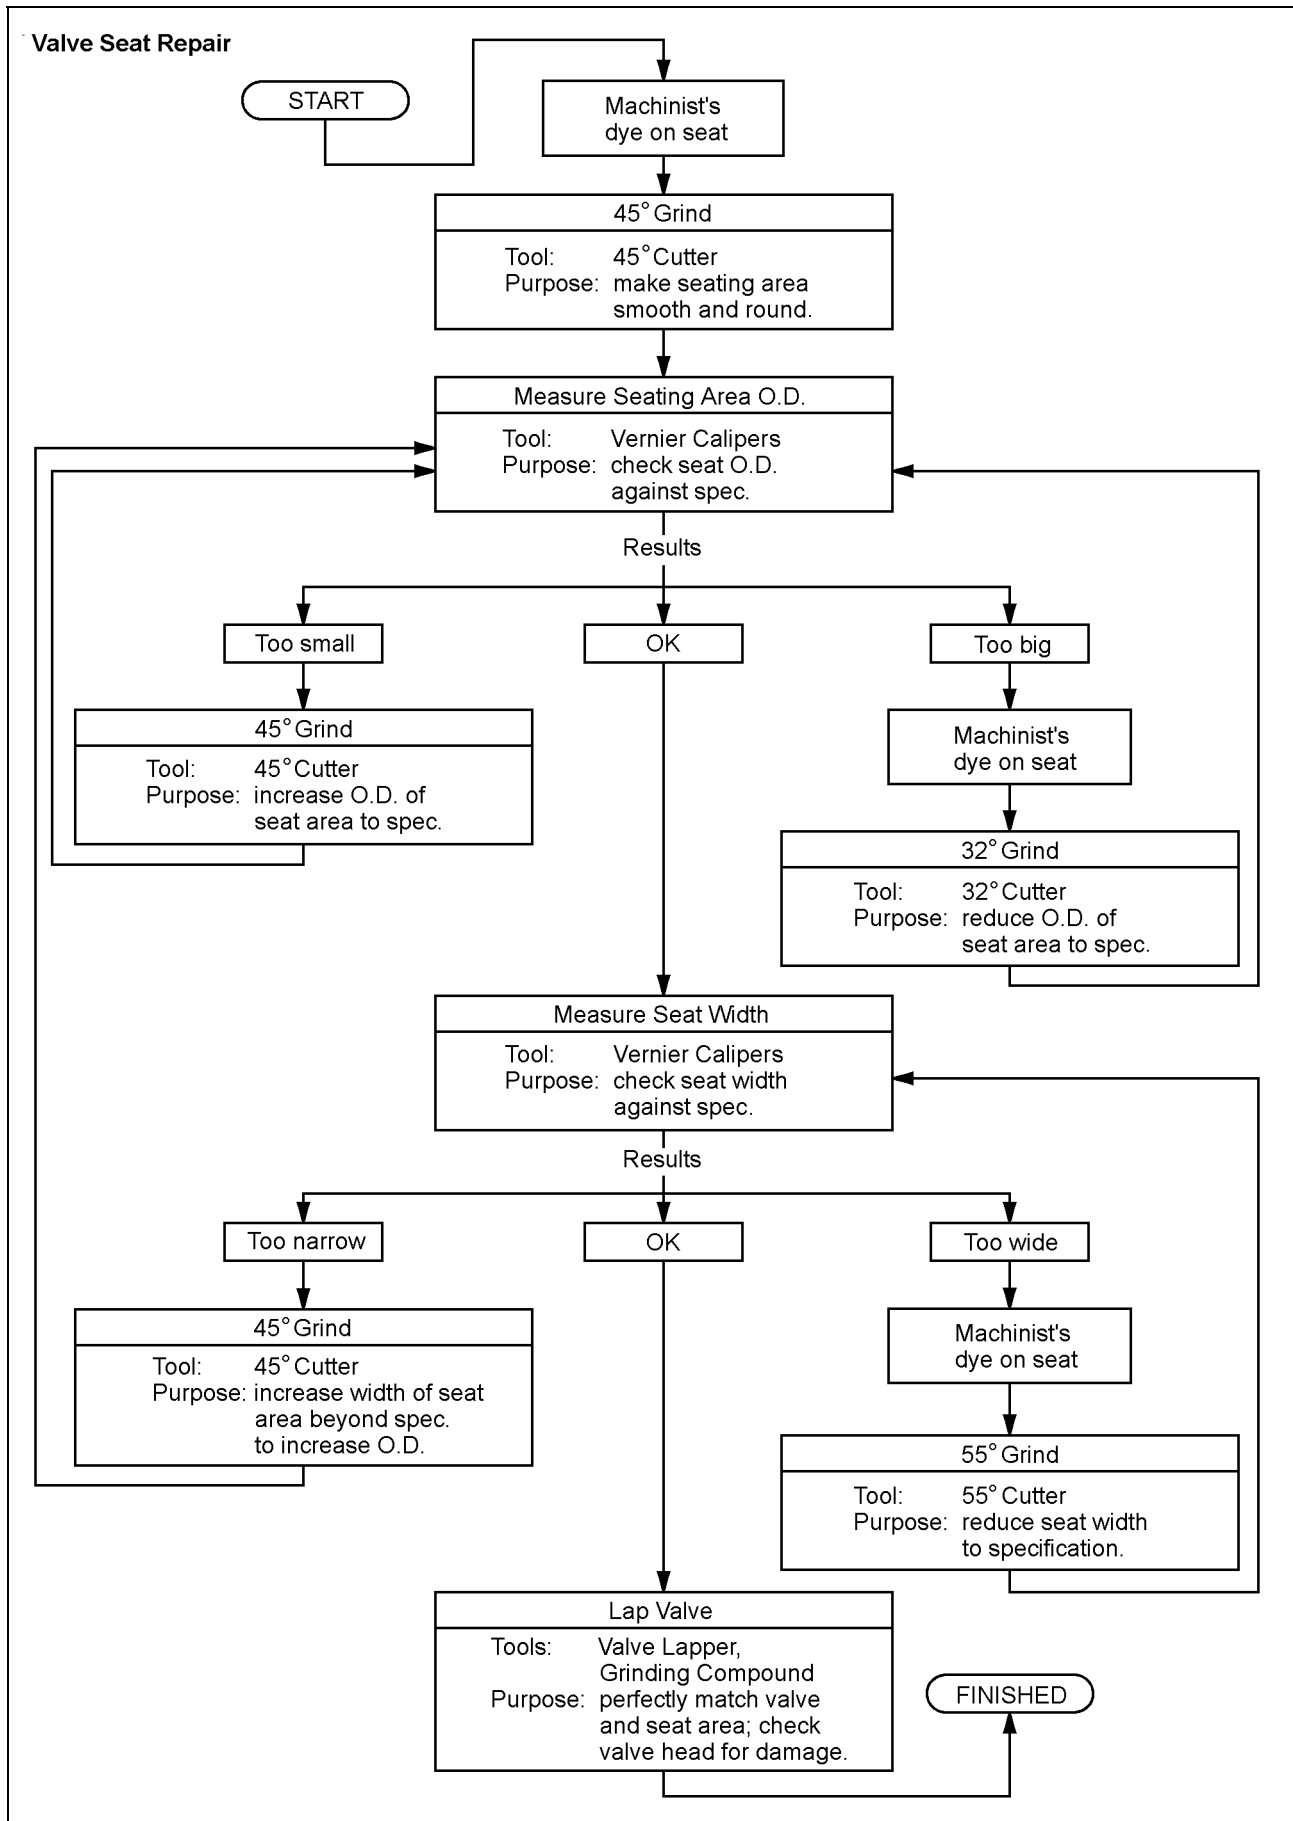 Valve Seat Repair
START
Machinist's
dye on seat
45° Grind
Tool: 45° Cutter
Purpose: make seating area
smooth and round.
Measure Seating Area O.D.
Tool: Vernier Calipers
Purpose: check seat O.D.
against spec.
Results
Too small
OK
Too big
45° Grind
Tool: 45° Cutter
Purpose: increase O.D. of
seat area to spec.
Machinist's
dye on seat
32° Grind
Tool: 32° Cutter
Purpose: reduce O.D. of
seat area to spec.
Measure Seat Width
Tool: Vernier Calipers
Purpose: check seat width
against spec.
Results
Too narrow
OK
Too wide
45° Grind
Tool: 45° Cutter
Purpose: increase width of seat
area beyond spec.
to increase O.D.
Machinist's
dye on seat
55° Grind
Tool: 55° Cutter
Purpose: reduce seat width
to specification.
Lap Valve
Tools: Valve Lapper,
Grinding Compound
Purpose: perfectly match valve
and seat area; check
valve head for damage.
FINISHED